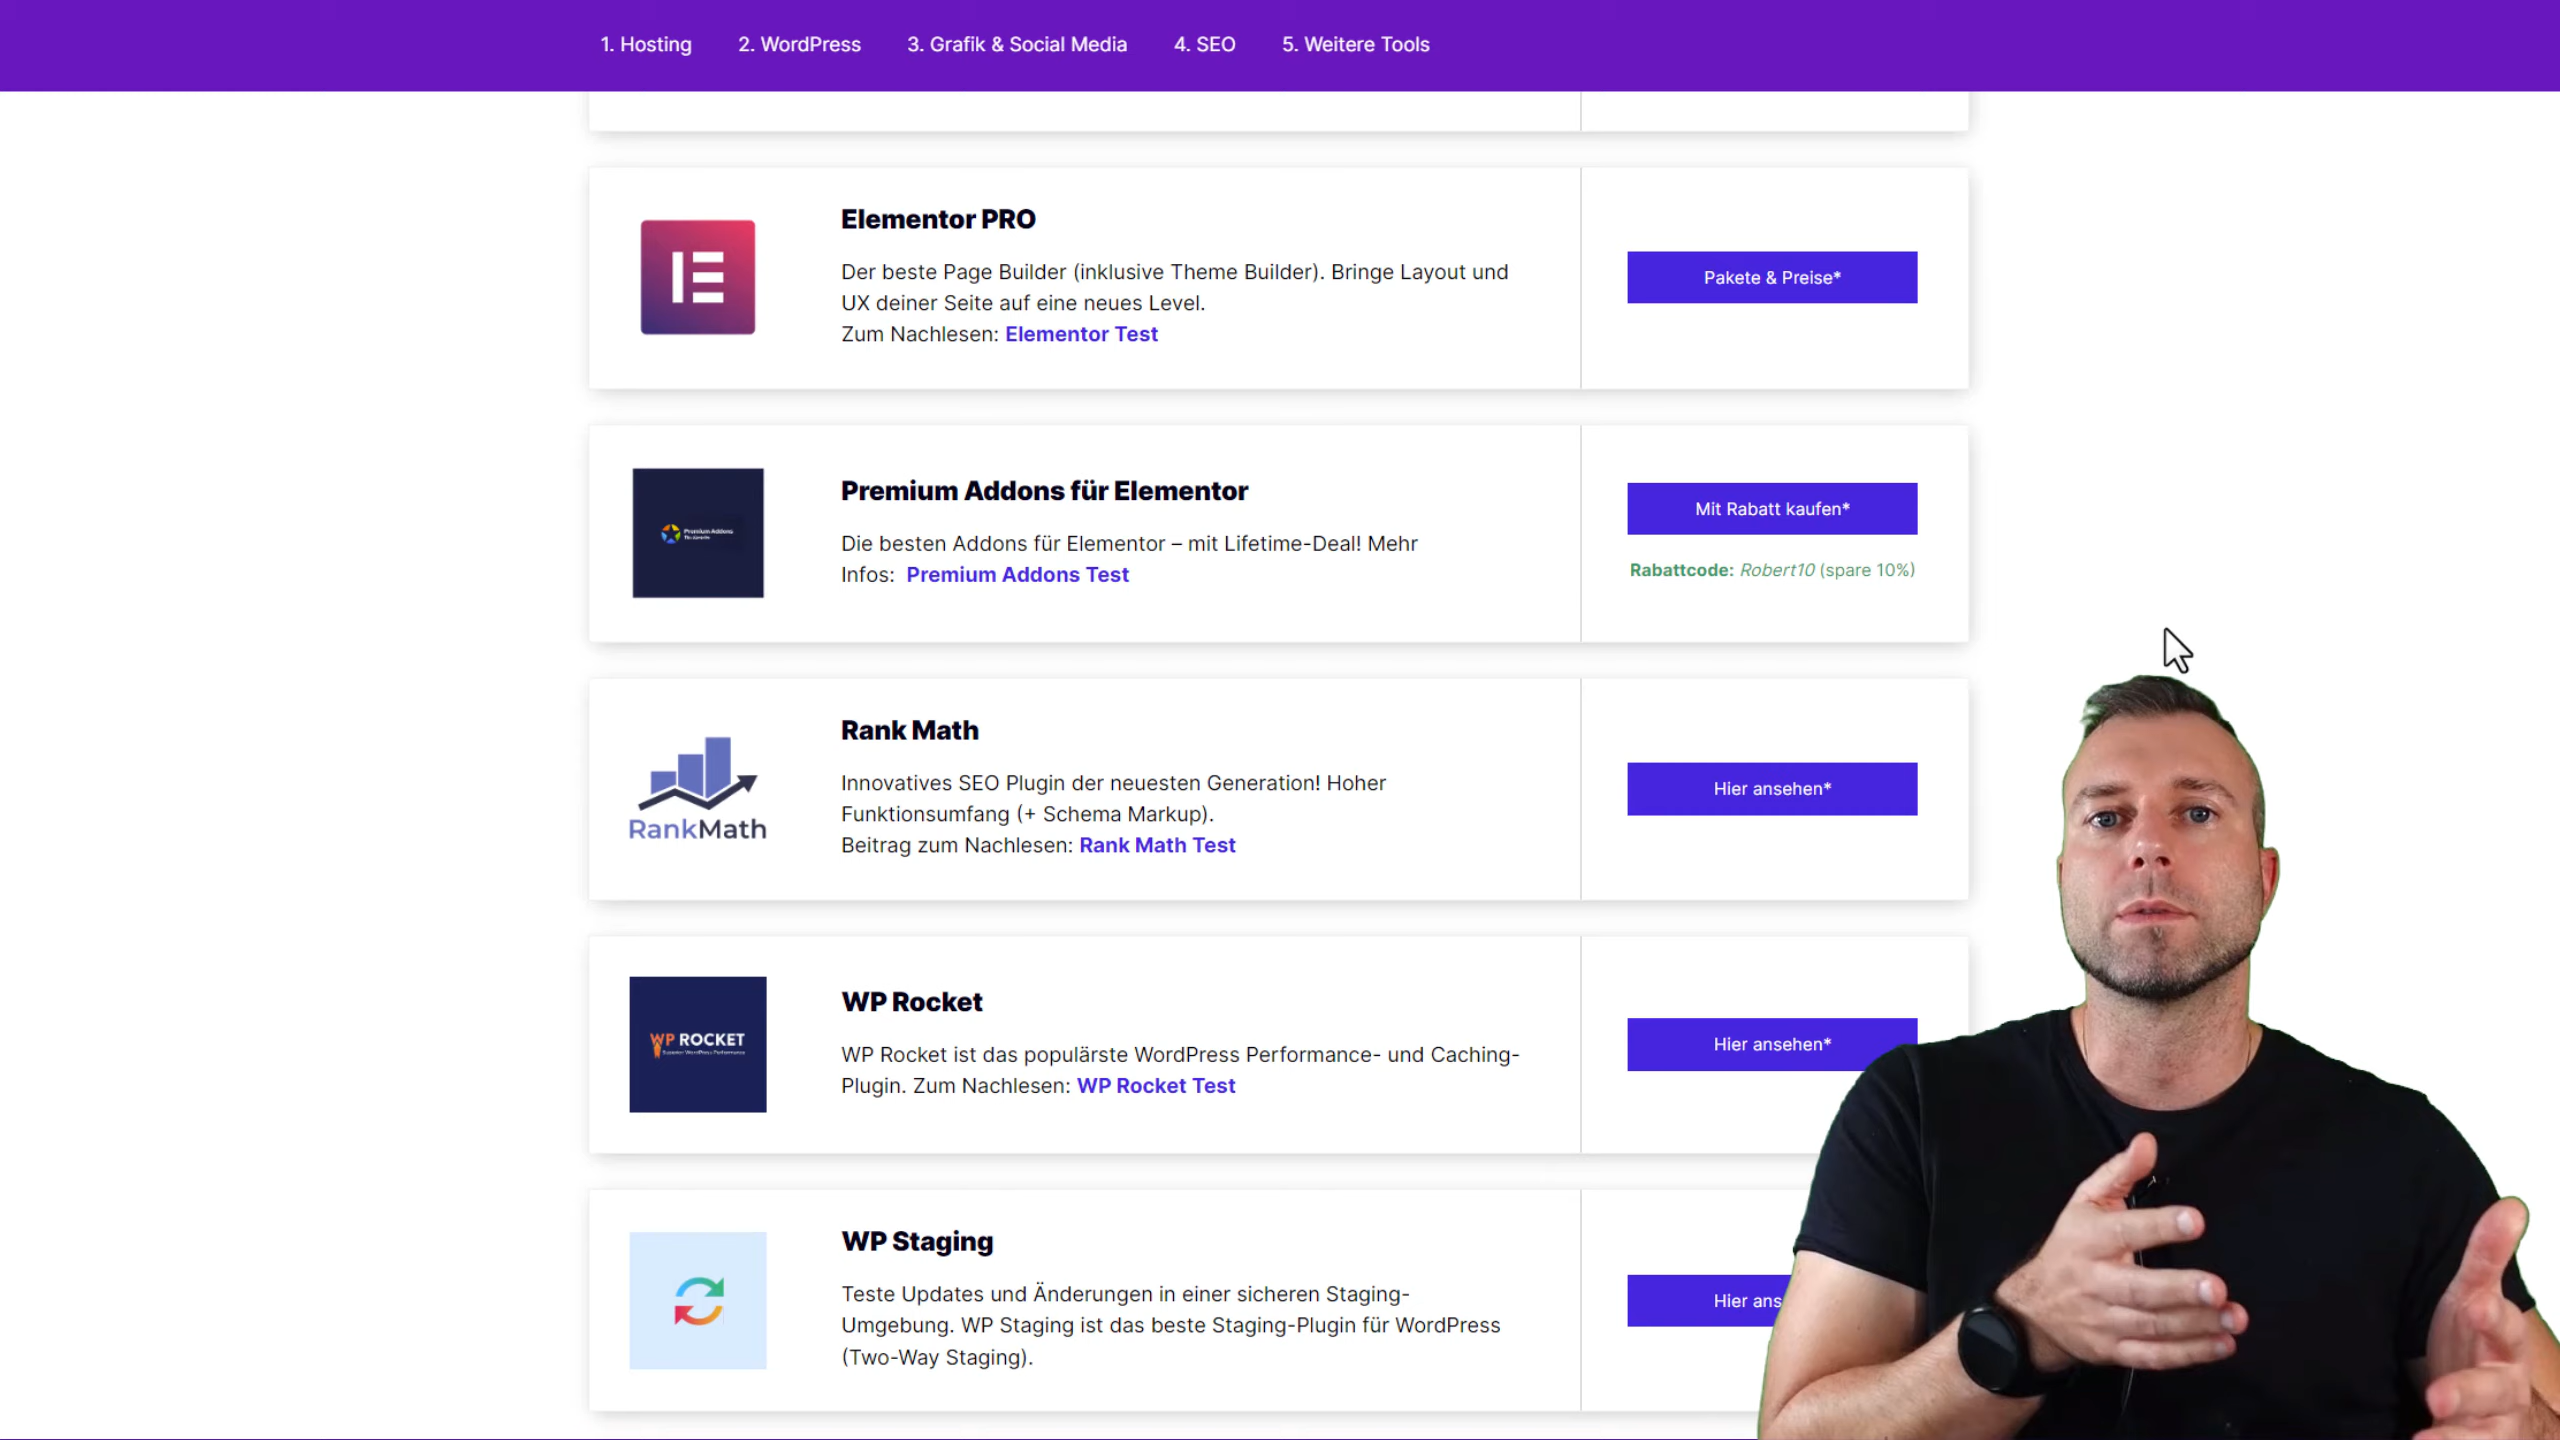 1. Hosting
2. WordPress
3. Grafik & Social Media
4. SEO
5. Weitere Tools
Elementor PRO
Der beste Page Builder (inklusive Theme Builder). Bringe Layout und
UX deiner Seite auf eine neues Level.
Zum Nachlesen: Elementor Test
Pakete & Preise*
Premium Addons
Premium Addons für Elementor
Die besten Addons für Elementor – mit Lifetime-Deal! Mehr
Infos: Premium Addons Test
Mit Rabatt kaufen*
Rabattcode: Robert10 (spare 10%)
RankMath
Rank Math
Innovatives SEO Plugin der neuesten Generation! Hoher
Funktionsumfang (+ Schema Markup).
Beitrag zum Nachlesen: Rank Math Test
Hier ansehen*
WP ROCKET
WP Rocket
WP Rocket ist das populärste WordPress Performance- und Caching-
Plugin. Zum Nachlesen: WP Rocket Test
Hier ansehen*
WP Staging
Teste Updates und Änderungen in einer sicheren Staging-
Umgebung. WP Staging ist das beste Staging-Plugin für WordPress
(Two-Way Staging).
Hier ans